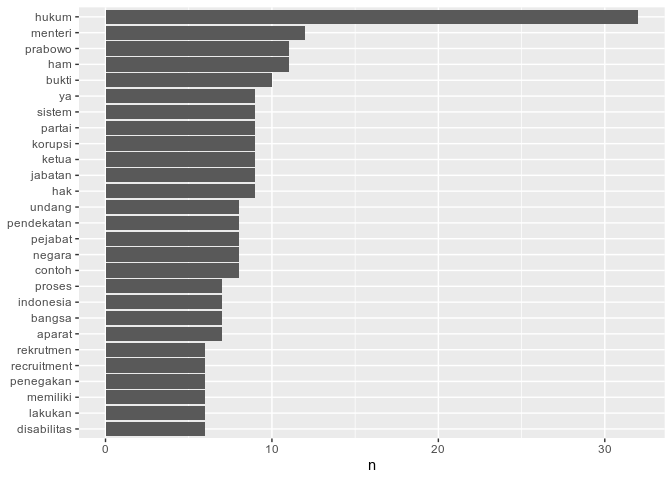 hukum
menteri
prabowo
ham
bukti
ya
sistem
partai
korupsi
ketua
jabatan
hak
undang
pendekatan
pejabat
negara
contoh
proses
indonesia
bangsa
aparat
rekrutmen
recruitment
penegakan
memiliki
lakukan
disabilitas
0 10 20 30
n